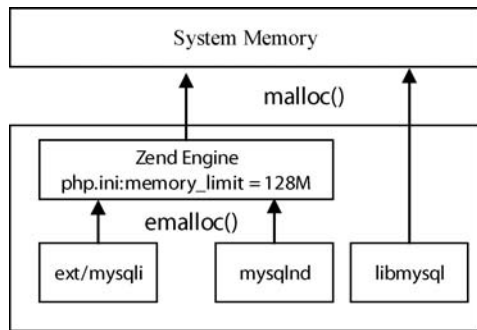 System Memory
malloc()
Zend Engine
php.ini:memory_limit = 128M
emalloc()
ext/mysqli
mysqlnd
libmysql